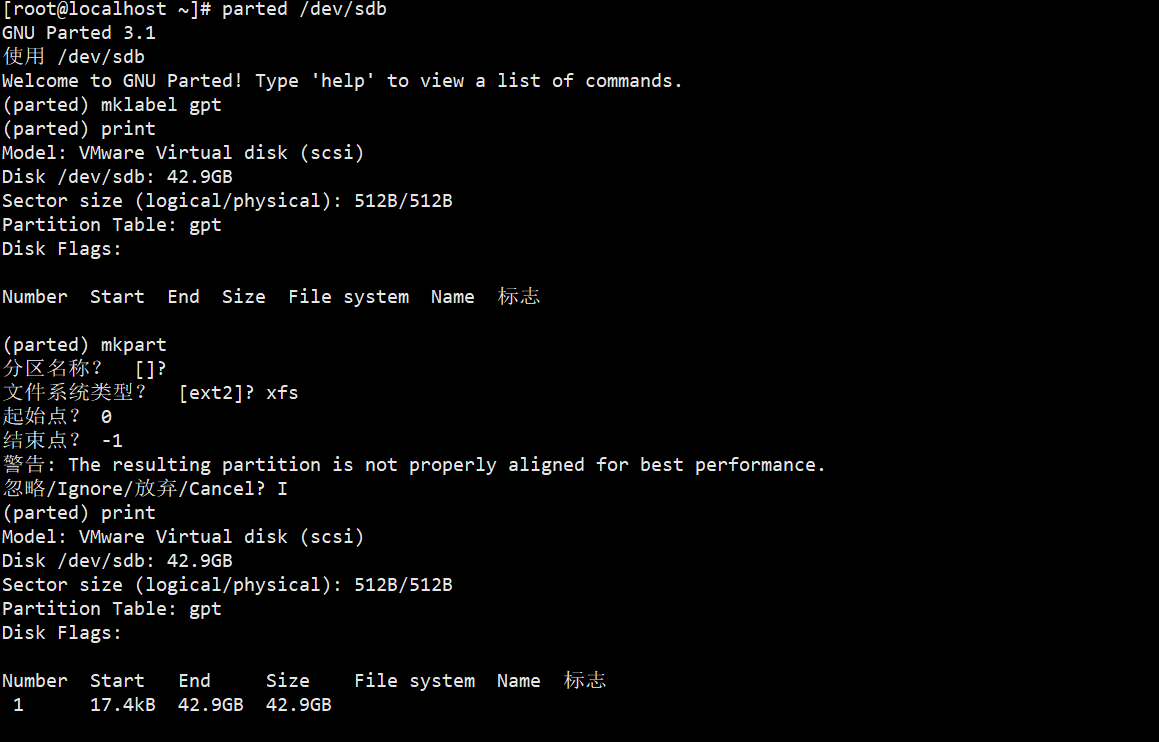 [root@localhost ~]# parted /dev/sdb
GNU Parted 3.1
使用 /dev/sdb
Welcome to GNU Parted! Type 'help' to view a list of commands.
(parted) mklabel gpt
(parted) print
Model: VMware Virtual disk (scsi)
Disk /dev/sdb: 42.9GB
Sector size (logical/physical): 512B/512B
Partition Table: gpt
Disk Flags:
Number  Start  End  Size  File system  Name  标志
(parted) mkpart
分区名称？  []?
文件系统类型？  [ext2]? xfs
起始点？ 0
结束点？ -1
警告: The resulting partition is not properly aligned for best performance.
忽略/Ignore/放弃/Cancel? I
(parted) print
Model: VMware Virtual disk (scsi)
Disk /dev/sdb: 42.9GB
Sector size (logical/physical): 512B/512B
Partition Table: gpt
Disk Flags:
Number  Start   End     Size    File system  Name  标志
 1      17.4kB  42.9GB  42.9GB